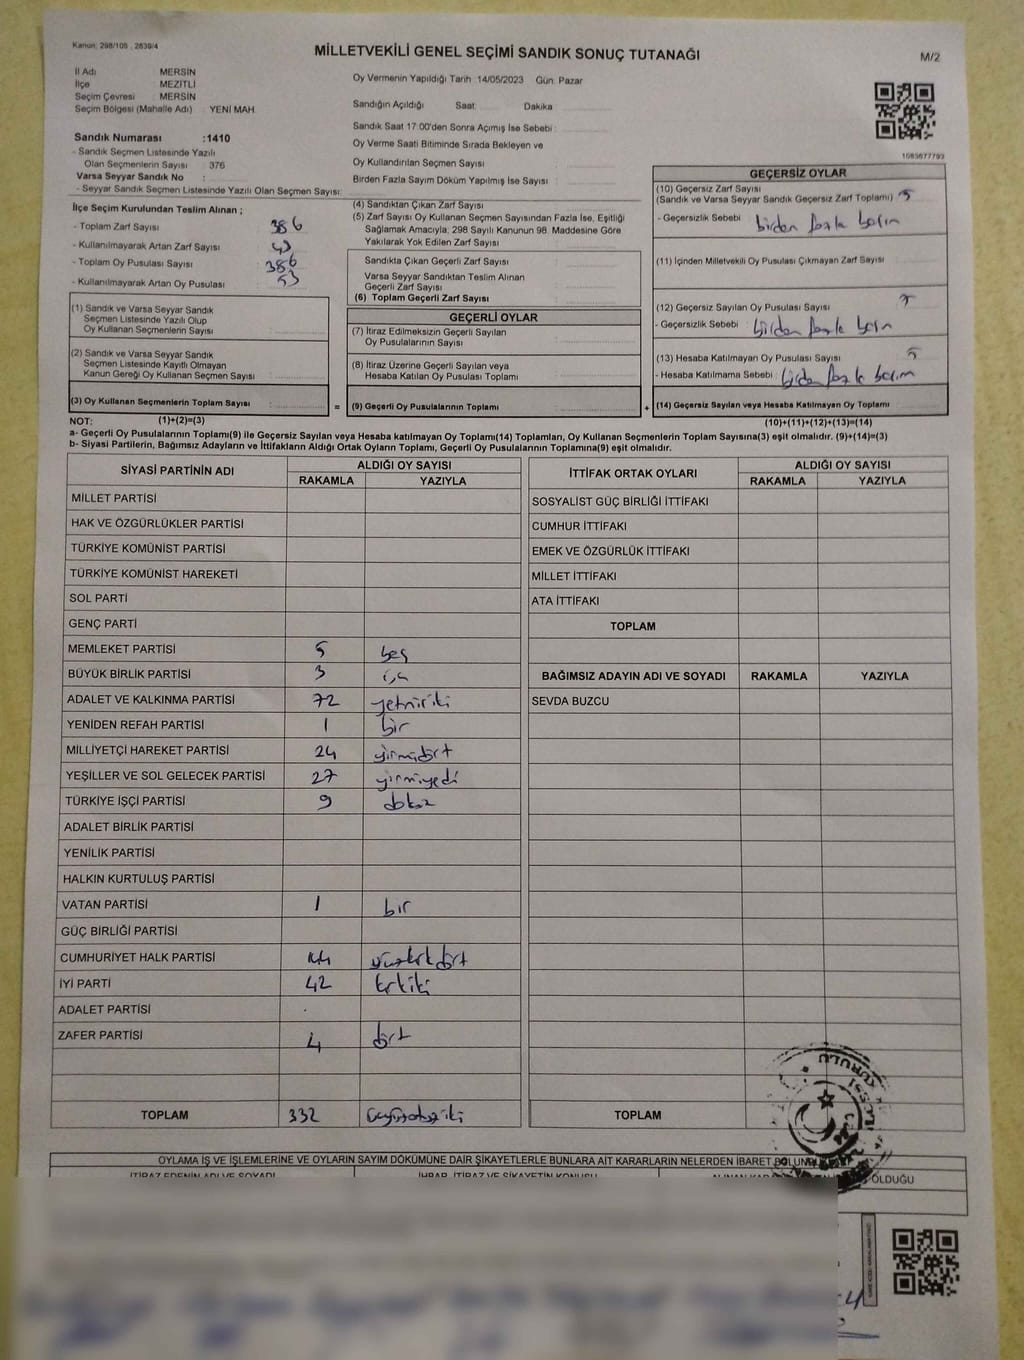 Kanun: 298/105 , 2839/4
MİLLETVEKİLİ GENEL SEÇİMİ SANDIK SONUÇ TUTANAĞI
M/2
İl Adı MERSİN
İlçe MEZİTLİ
Seçim Çevresi MERSİN
Seçim Bölgesi (Mahalle Adı) YENİ MAH.
Sandık Numarası :1410
- Sandık Seçmen Listesinde Yazılı
Olan Seçmenlerin Sayısı : 376
Varsa Seyyar Sandık No :
- Seyyar Sandık Seçmen Listesinde Yazılı Olan Seçmen Sayısı:
İlçe Seçim Kurulundan Teslim Alınan ;
- Toplam Zarf Sayısı 386
- Kullanılmayarak Artan Zarf Sayısı 43
- Toplam Oy Pusulası Sayısı 386
- Kullanılmayarak Artan Oy Pusulası
Oy Vermenin Yapıldığı Tarih 14/05/2023 Gün: Pazar
Sandığın Açıldığı Saat Dakika
Sandık Saat 17:00'den Sonra Açımış İse Sebebi :
Oy Verme Saati Bitiminde Sırada Bekleyen ve
Oy Kullandırılan Seçmen Sayısı
Birden Fazla Sayım Döküm Yapılmış İse Sayısı :
(4) Sandıktan Çıkan Zarf Sayısı
(5) Zarf Sayısı Oy Kullanan Seçmen Sayısından Fazla İse, Eşitliği
Sağlamak Amacıyla, 298 Sayılı Kanunun 98. Maddesine Göre
Yakılarak Yok Edilen Zarf Sayısı
Sandıkta Çıkan Geçerli Zarf Sayısı
Varsa Seyyar Sandıktan Teslim Alınan
Geçerli Zarf Sayısı
(6) Toplam Geçerli Zarf Sayısı
1083677793
GEÇERSİZ OYLAR
(10) Geçersiz Zarf Sayısı
(Sandık ve Varsa Seyyar Sandık Geçersiz Zarf Toplamı) 5
- Geçersizlik Sebebi : birden fazla basım
(11) İçinden Milletvekili Oy Pusulası Çıkmayan Zarf Sayısı
(12) Geçersiz Sayılan Oy Pusulası Sayısı
- Geçersizlik Sebebi : birden fazla basım
(13) Hesaba Katılmayan Oy Pusulası Sayısı 5
- Hesaba Katılmama Sebebi : birden fazla basım
(14) Geçersiz Sayılan veya Hesaba Katılmayan Oy Toplamı
(10)+(11)+(12)+(13)=(14)
(1) Sandık ve Varsa Seyyar Sandık
Seçmen Listesinde Yazılı Olup
Oy Kullanan Seçmenlerin Sayısı :
(2) Sandık ve Varsa Seyyar Sandık
Seçmen Listesinde Kayıtlı Olmayan
Kanun Gereği Oy Kullanan Seçmen Sayısı :
(3) Oy Kullanan Seçmenlerin Toplam Sayısı =
(1)+(2)=(3)
GEÇERLİ OYLAR
(7) İtiraz Edilmeksizin Geçerli Sayılan
Oy Pusulalarının Sayısı
(8) İtiraz Üzerine Geçerli Sayılan veya
Hesaba Katılan Oy Pusulası Toplamı
(9) Geçerli Oy Pusulalarının Toplamı +
NOT:
a- Geçerli Oy Pusulalarının Toplamı(9) ile Geçersiz Sayılan veya Hesaba katılmayan Oy Toplamı(14) Toplamları, Oy Kullanan Seçmenlerin Toplam Sayısına(3) eşit olmalıdır. (9)+(14)=(3)
b- Siyasi Partilerin, Bağımsız Adayların ve İttifakların Aldığı Ortak Oyların Toplamı, Geçerli Oy Pusulalarının Toplamına(9) eşit olmalıdır.
SİYASİ PARTİNİN ADI ALDIĞI OY SAYISI
RAKAMLA YAZIYLA
MİLLET PARTİSİ
HAK VE ÖZGÜRLÜKLER PARTİSİ
TÜRKİYE KOMÜNİST PARTİSİ
TÜRKİYE KOMÜNİST HAREKETİ
SOL PARTİ
GENÇ PARTİ
MEMLEKET PARTİSİ 5 beş
BÜYÜK BİRLİK PARTİSİ 3 üç
ADALET VE KALKINMA PARTİSİ 72 yetmişiki
YENİDEN REFAH PARTİSİ 1 bir
MİLLİYETÇİ HAREKET PARTİSİ 24 yirmidört
YEŞİLLER VE SOL GELECEK PARTİSİ 27 yirmiyedi
TÜRKİYE İŞÇİ PARTİSİ 9 dokuz
ADALET BİRLİK PARTİSİ
YENİLİK PARTİSİ
HALKIN KURTULUŞ PARTİSİ
VATAN PARTİSİ 1 bir
GÜÇ BİRLİĞİ PARTİSİ
CUMHURİYET HALK PARTİSİ 144 yüzkırkdört
İYİ PARTİ 42 kırkiki
ADALET PARTİSİ
ZAFER PARTİSİ 4 dört
TOPLAM 332 üçyüzotuziki
İTTİFAK ORTAK OYLARI ALDIĞI OY SAYISI
RAKAMLA YAZIYLA
SOSYALİST GÜÇ BİRLİĞİ İTTİFAKI
CUMHUR İTTİFAKI
EMEK VE ÖZGÜRLÜK İTTİFAKI
MİLLET İTTİFAKI
ATA İTTİFAKI
TOPLAM
BAĞIMSIZ ADAYIN ADI VE SOYADI RAKAMLA YAZIYLA
SEVDA BUZCU
TOPLAM
OYLAMA İŞ VE İŞLEMLERİNE VE OYLARIN SAYIM DÖKÜMÜNE DAİR ŞİKAYETLERLE BUNLARA AİT KARARLARIN NELERDEN İBARET
İTİRAZ EDENİN ADI VE SOYADI İHBAR, İTİRAZ VE ŞİKAYETİN KONUSU OLDUĞU